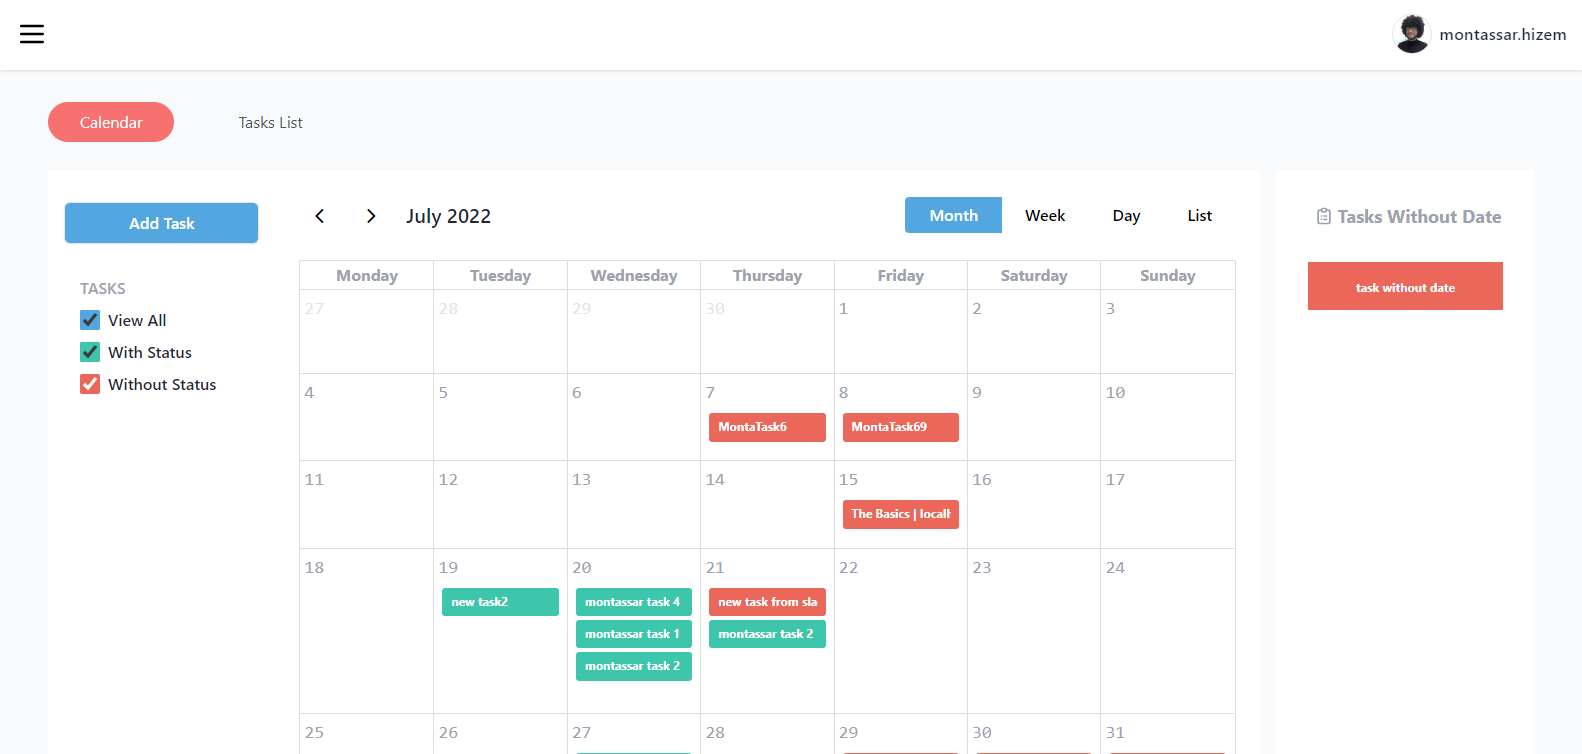 montassar.hizem
Calendar
Tasks List
Add Task
TASKS
View All
With Status
Without Status
July 2022
Month
Week
Day
List
Monday Tuesday Wednesday Thursday Friday Saturday Sunday
27 28 29 30 1 2 3
4 5 6 7 8 9 10
MontaTask6
MontaTask69
11 12 13 14 15 16 17
The Basics | local
18 19 20 21 22 23 24
new task2
montassar task 4
montassar task 1
montassar task 2
new task from sla
montassar task 2
25 26 27 28 29 30 31
Tasks Without Date
task without date